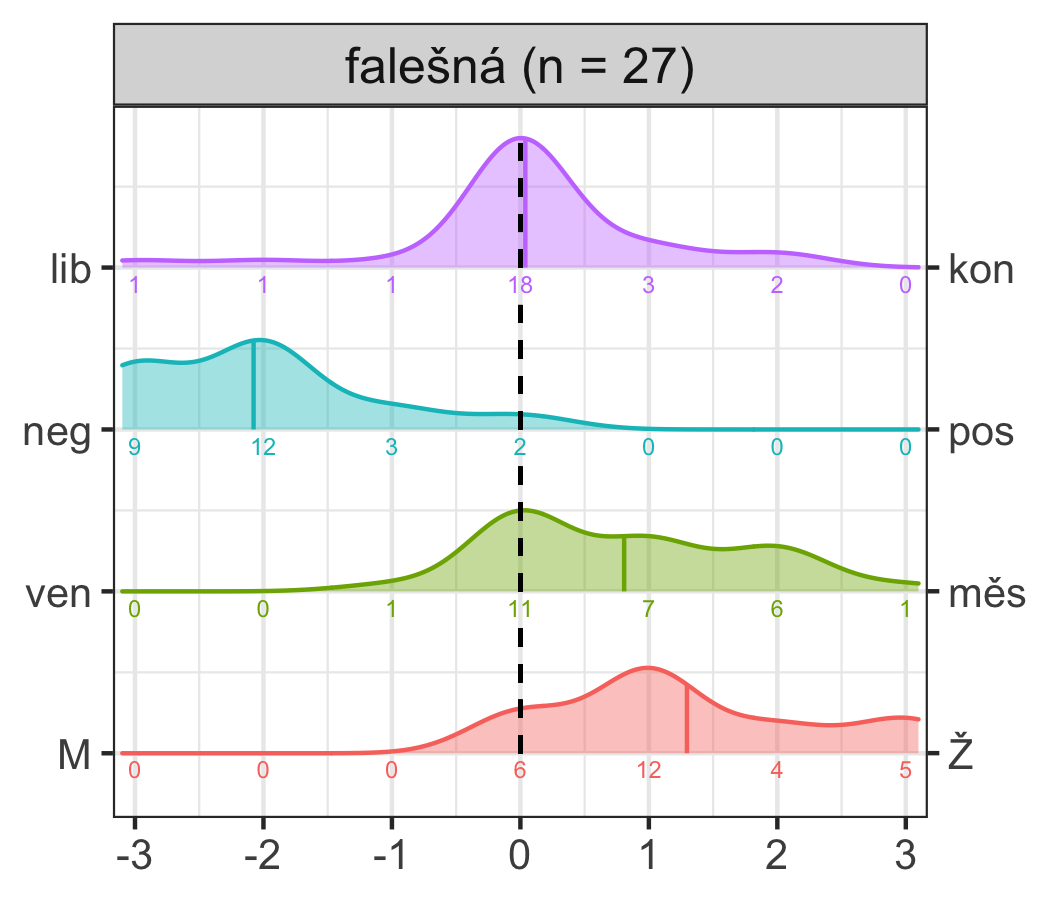 falešná (n = 27)
lib kon
1 1 1 18 3 2 0
neg pos
9 12 3 2 0 0 0
ven měs
0 0 1 11 7 6 1
M Ž
0 0 0 6 12 4 5
-3 -2 -1 0 1 2 3